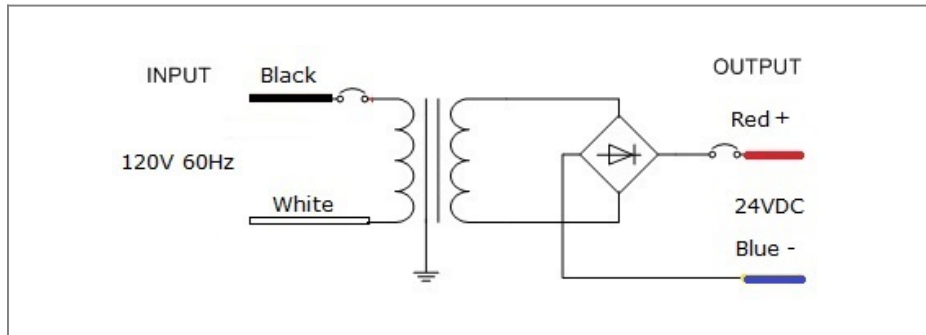 INPUT
Black
OUTPUT
Red +
120V 60Hz
White
24VDC
Blue -